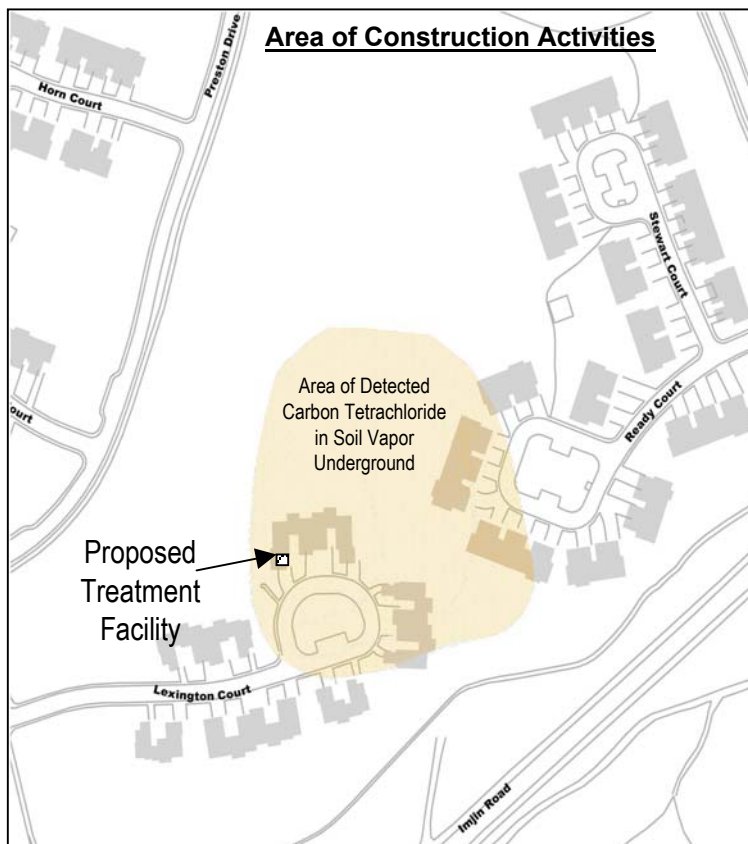 Area of Construction Activities
Preston Drive
Horn Court
Stewart Court
Area of Detected
Carbon Tetrachloride
in Soil Vapor
Underground
Ready Court
ourt
Proposed
Treatment
Facility
Lexington Court
Imjin Road